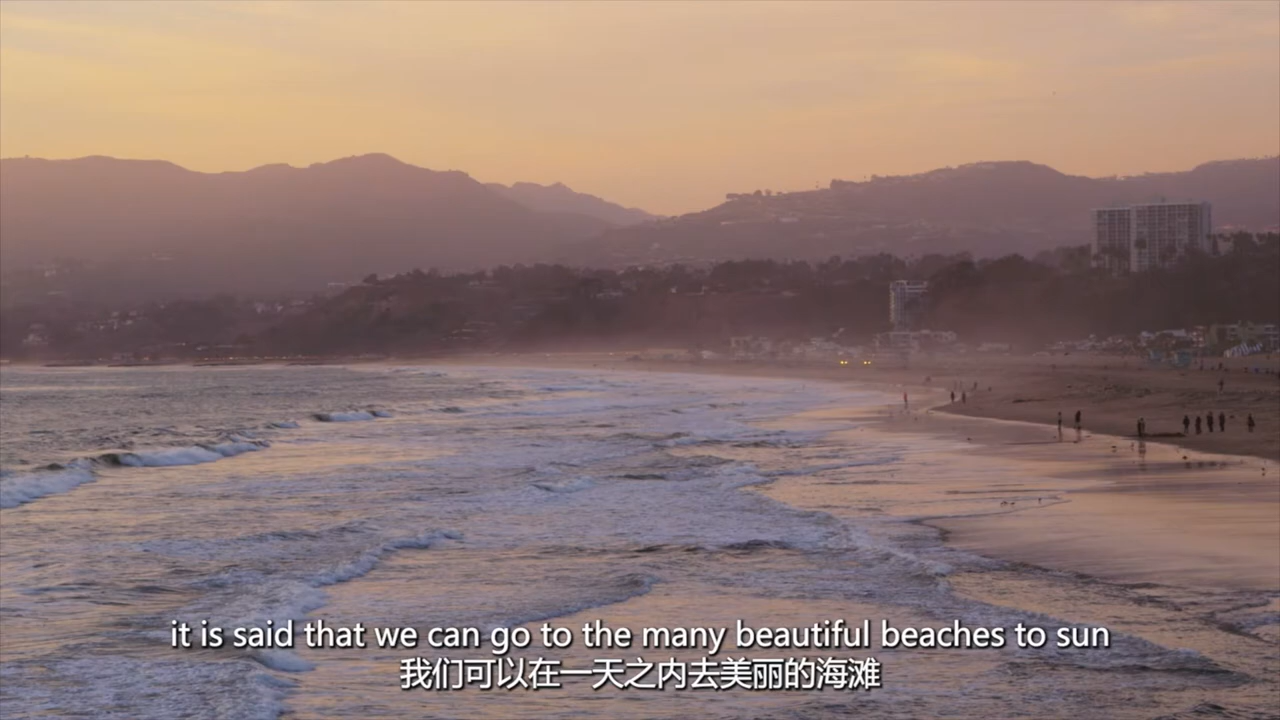 it is said that we can go to the many beautiful beaches to sun
我们可以在一天之内去美丽的海滩